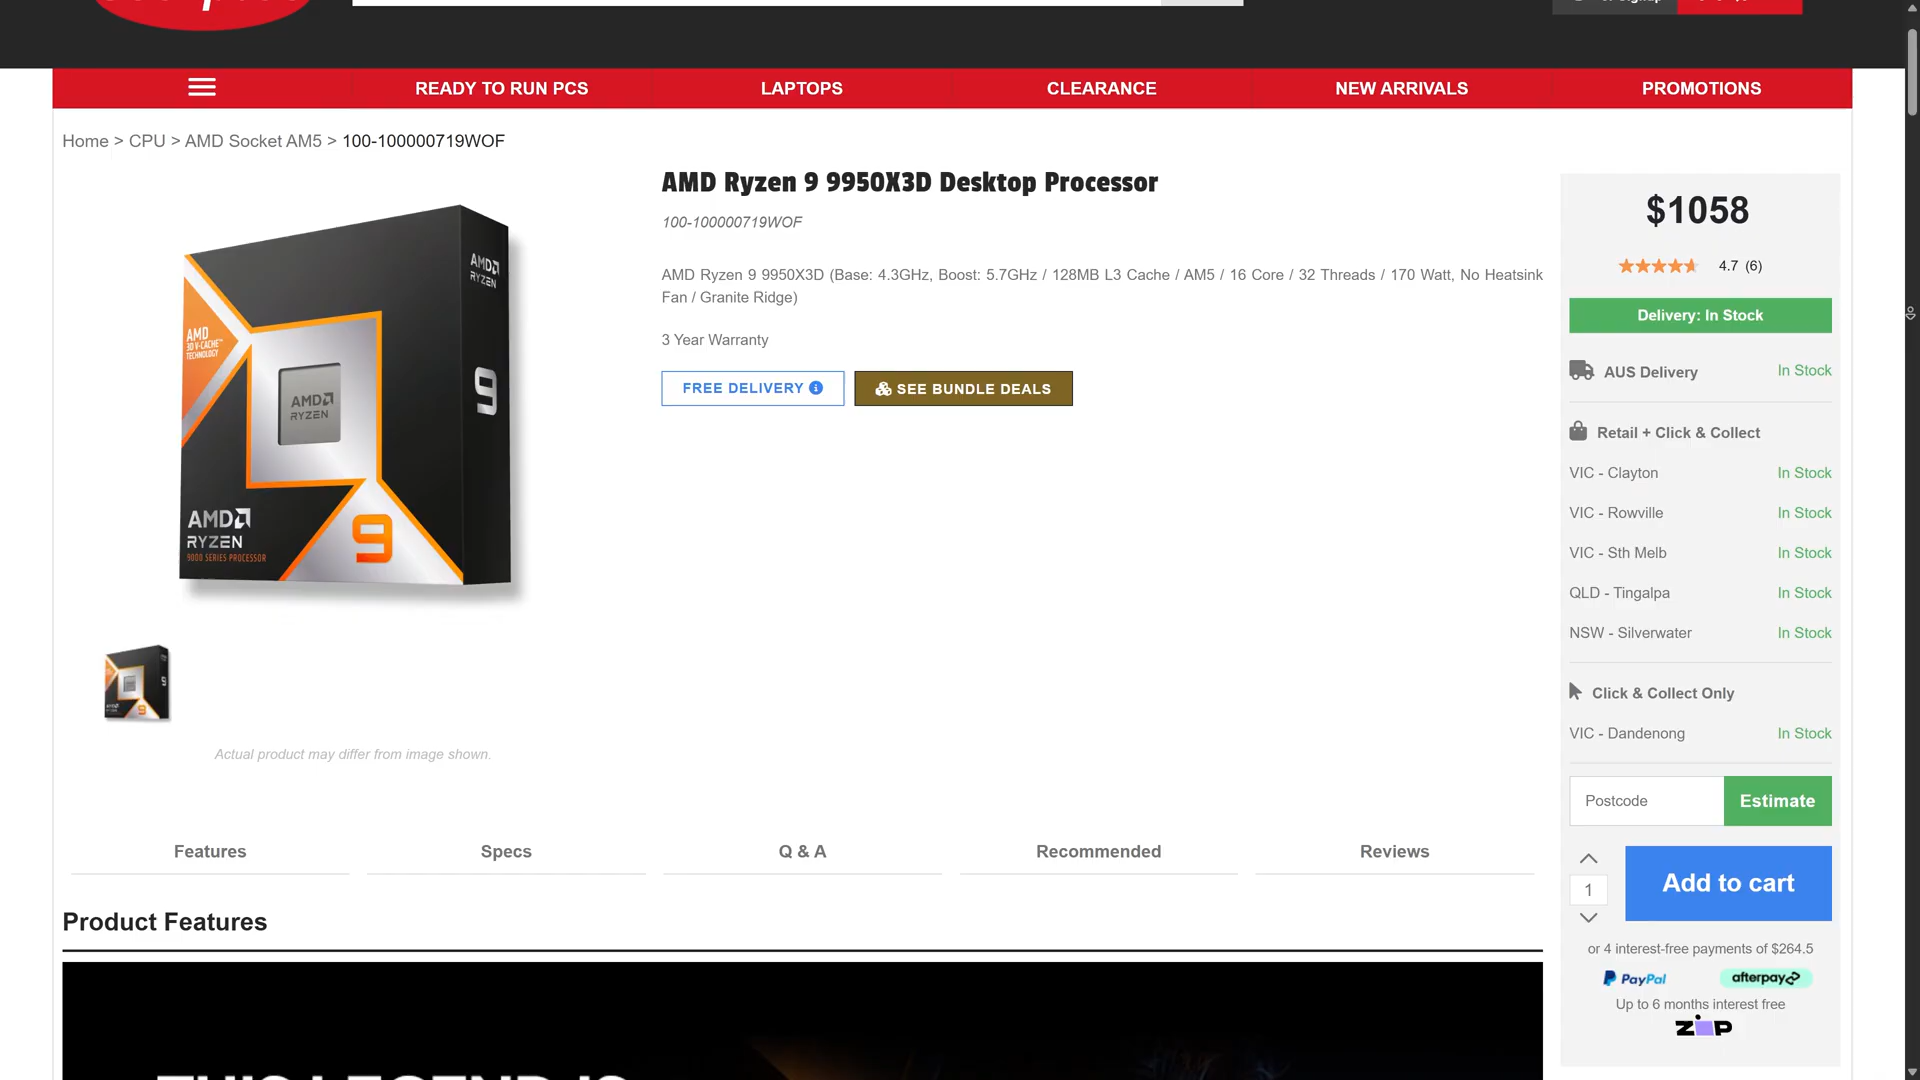 READY TO RUN PCS
LAPTOPS
CLEARANCE
NEW ARRIVALS
PROMOTIONS
Home > CPU > AMD Socket AM5 > 100-100000719WOF
AMD Ryzen 9 9950X3D Desktop Processor
100-100000719WOF
AMD Ryzen 9 9950X3D (Base: 4.3GHz, Boost: 5.7GHz / 128MB L3 Cache / AM5 / 16 Core / 32 Threads / 170 Watt, No Heatsink
Fan / Granite Ridge)
3 Year Warranty
FREE DELIVERY
SEE BUNDLE DEALS
AMD
RYZEN
AMD
3D V-CACHE™
TECHNOLOGY
AMD
RYZEN
9
AMD
RYZEN
9000 SERIES PROCESSOR
9
Actual product may differ from image shown.
$1058
4.7 (6)
Delivery: In Stock
AUS Delivery In Stock
Retail + Click & Collect
VIC - Clayton In Stock
VIC - Rowville In Stock
VIC - Sth Melb In Stock
QLD - Tingalpa In Stock
NSW - Silverwater In Stock
Click & Collect Only
VIC - Dandenong In Stock
Postcode Estimate
1
Add to cart
or 4 interest-free payments of $264.5
PayPal afterpay
Up to 6 months interest free
zip
Features
Specs
Q & A
Recommended
Reviews
Product Features
THIS LEGEND IS